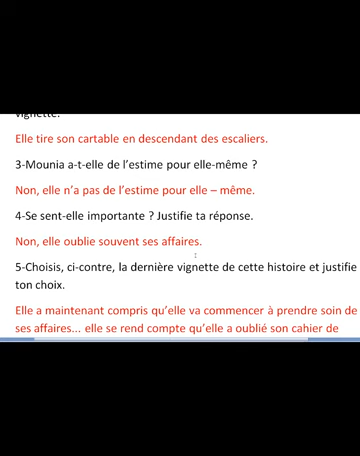 vignette.
Elle tire son cartable en descendant des escaliers.
3-Mounia a-t-elle de l'estime pour elle-même ?
Non, elle n'a pas de l'estime pour elle – même.
4-Se sent-elle importante ? Justifie ta réponse.
Non, elle oublie souvent ses affaires.
5-Choisis, ci-contre, la dernière vignette de cette histoire et justifie
ton choix.
Elle a maintenant compris qu'elle va commencer à prendre soin de
ses affaires... elle se rend compte qu'elle a oublié son cahier de